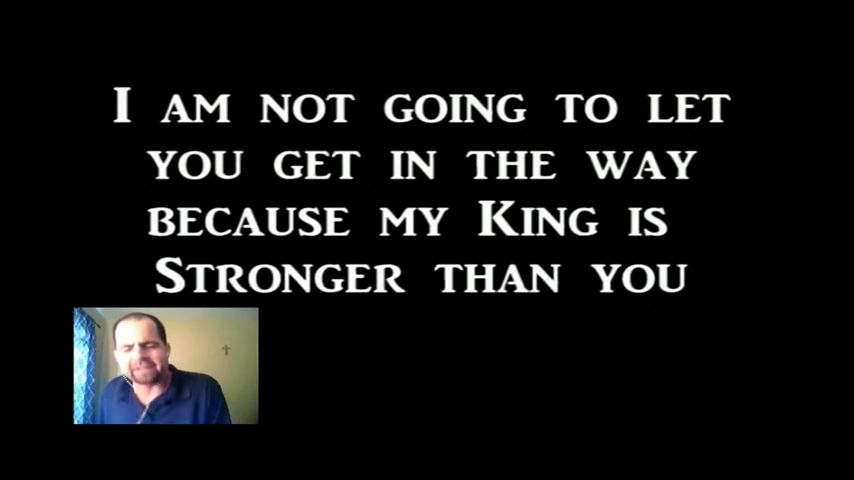 I AM NOT GOING TO LET
YOU GET IN THE WAY
BECAUSE MY KING IS
STRONGER THAN YOU